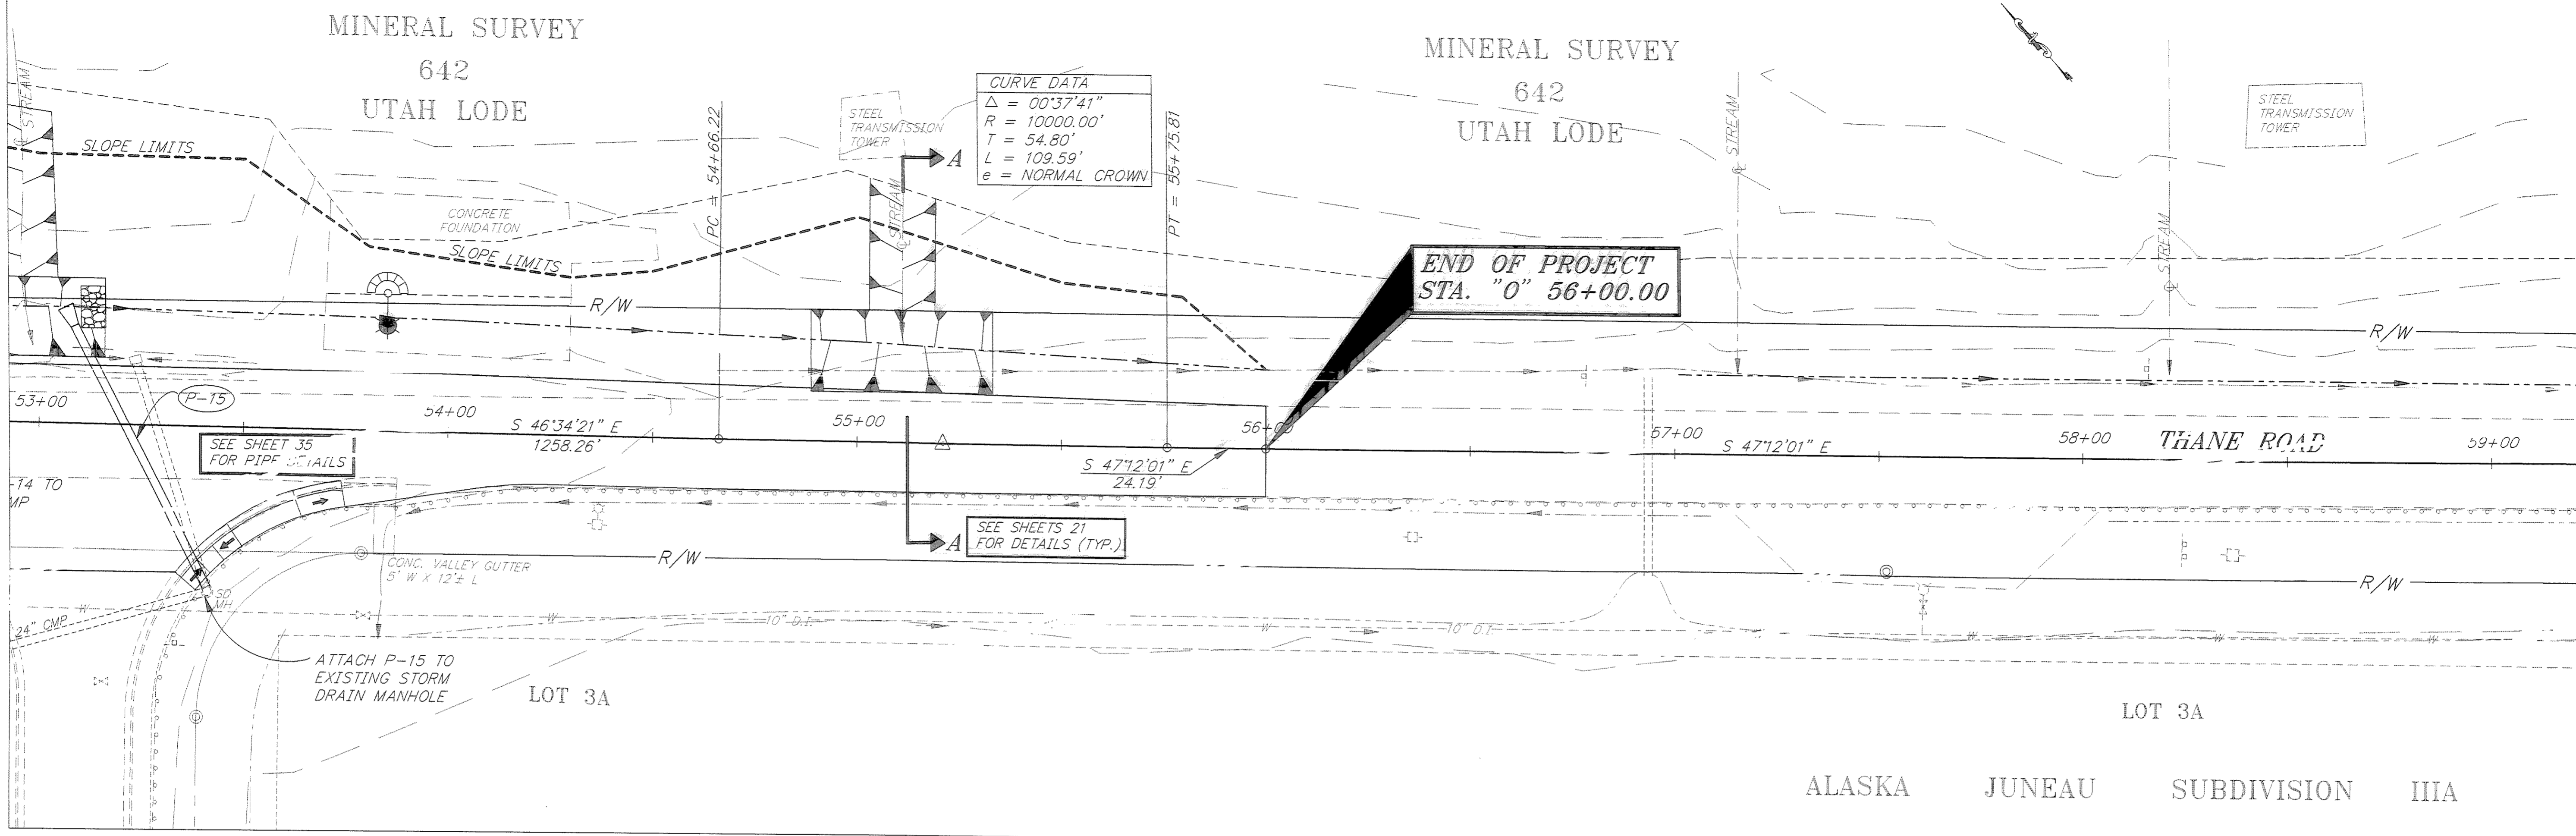 MINERAL SURVEY
642
UTAH LODE
MINERAL SURVEY
642
UTAH LODE
CURVE DATA
△ = 00°37'41"
R = 10000.00'
T = 54.80'
L = 109.59'
e = NORMAL CROWN
STEEL
TRANSMISSION
TOWER
STEEL
TRANSMISSION
TOWER
℄ STREAM
SLOPE LIMITS
CONCRETE
FOUNDATION
SLOPE LIMITS
PC = 54+66.22
℄ STREAM
A
PT = 55+75.81
END OF PROJECT
STA. "O" 56+00.00
℄ STREAM
℄ STREAM
R/W
R/W
53+00
P-15
54+00
S 46°34'21" E
1258.26'
55+00
56+00
57+00
S 47°12'01" E
58+00
THANE ROAD
59+00
S 47°12'01" E
24.19'
SEE SHEET 35
FOR PIPE DETAILS
-14 TO
MP
A
SEE SHEETS 21
FOR DETAILS (TYP.)
R/W
R/W
CONC. VALLEY GUTTER
5' W X 12'± L
SD
MH
24" CMP
W
W
10" D.I.
W
10" D.I.
W
W
W
ATTACH P-15 TO
EXISTING STORM
DRAIN MANHOLE
LOT 3A
LOT 3A
ALASKA JUNEAU SUBDIVISION IIIA